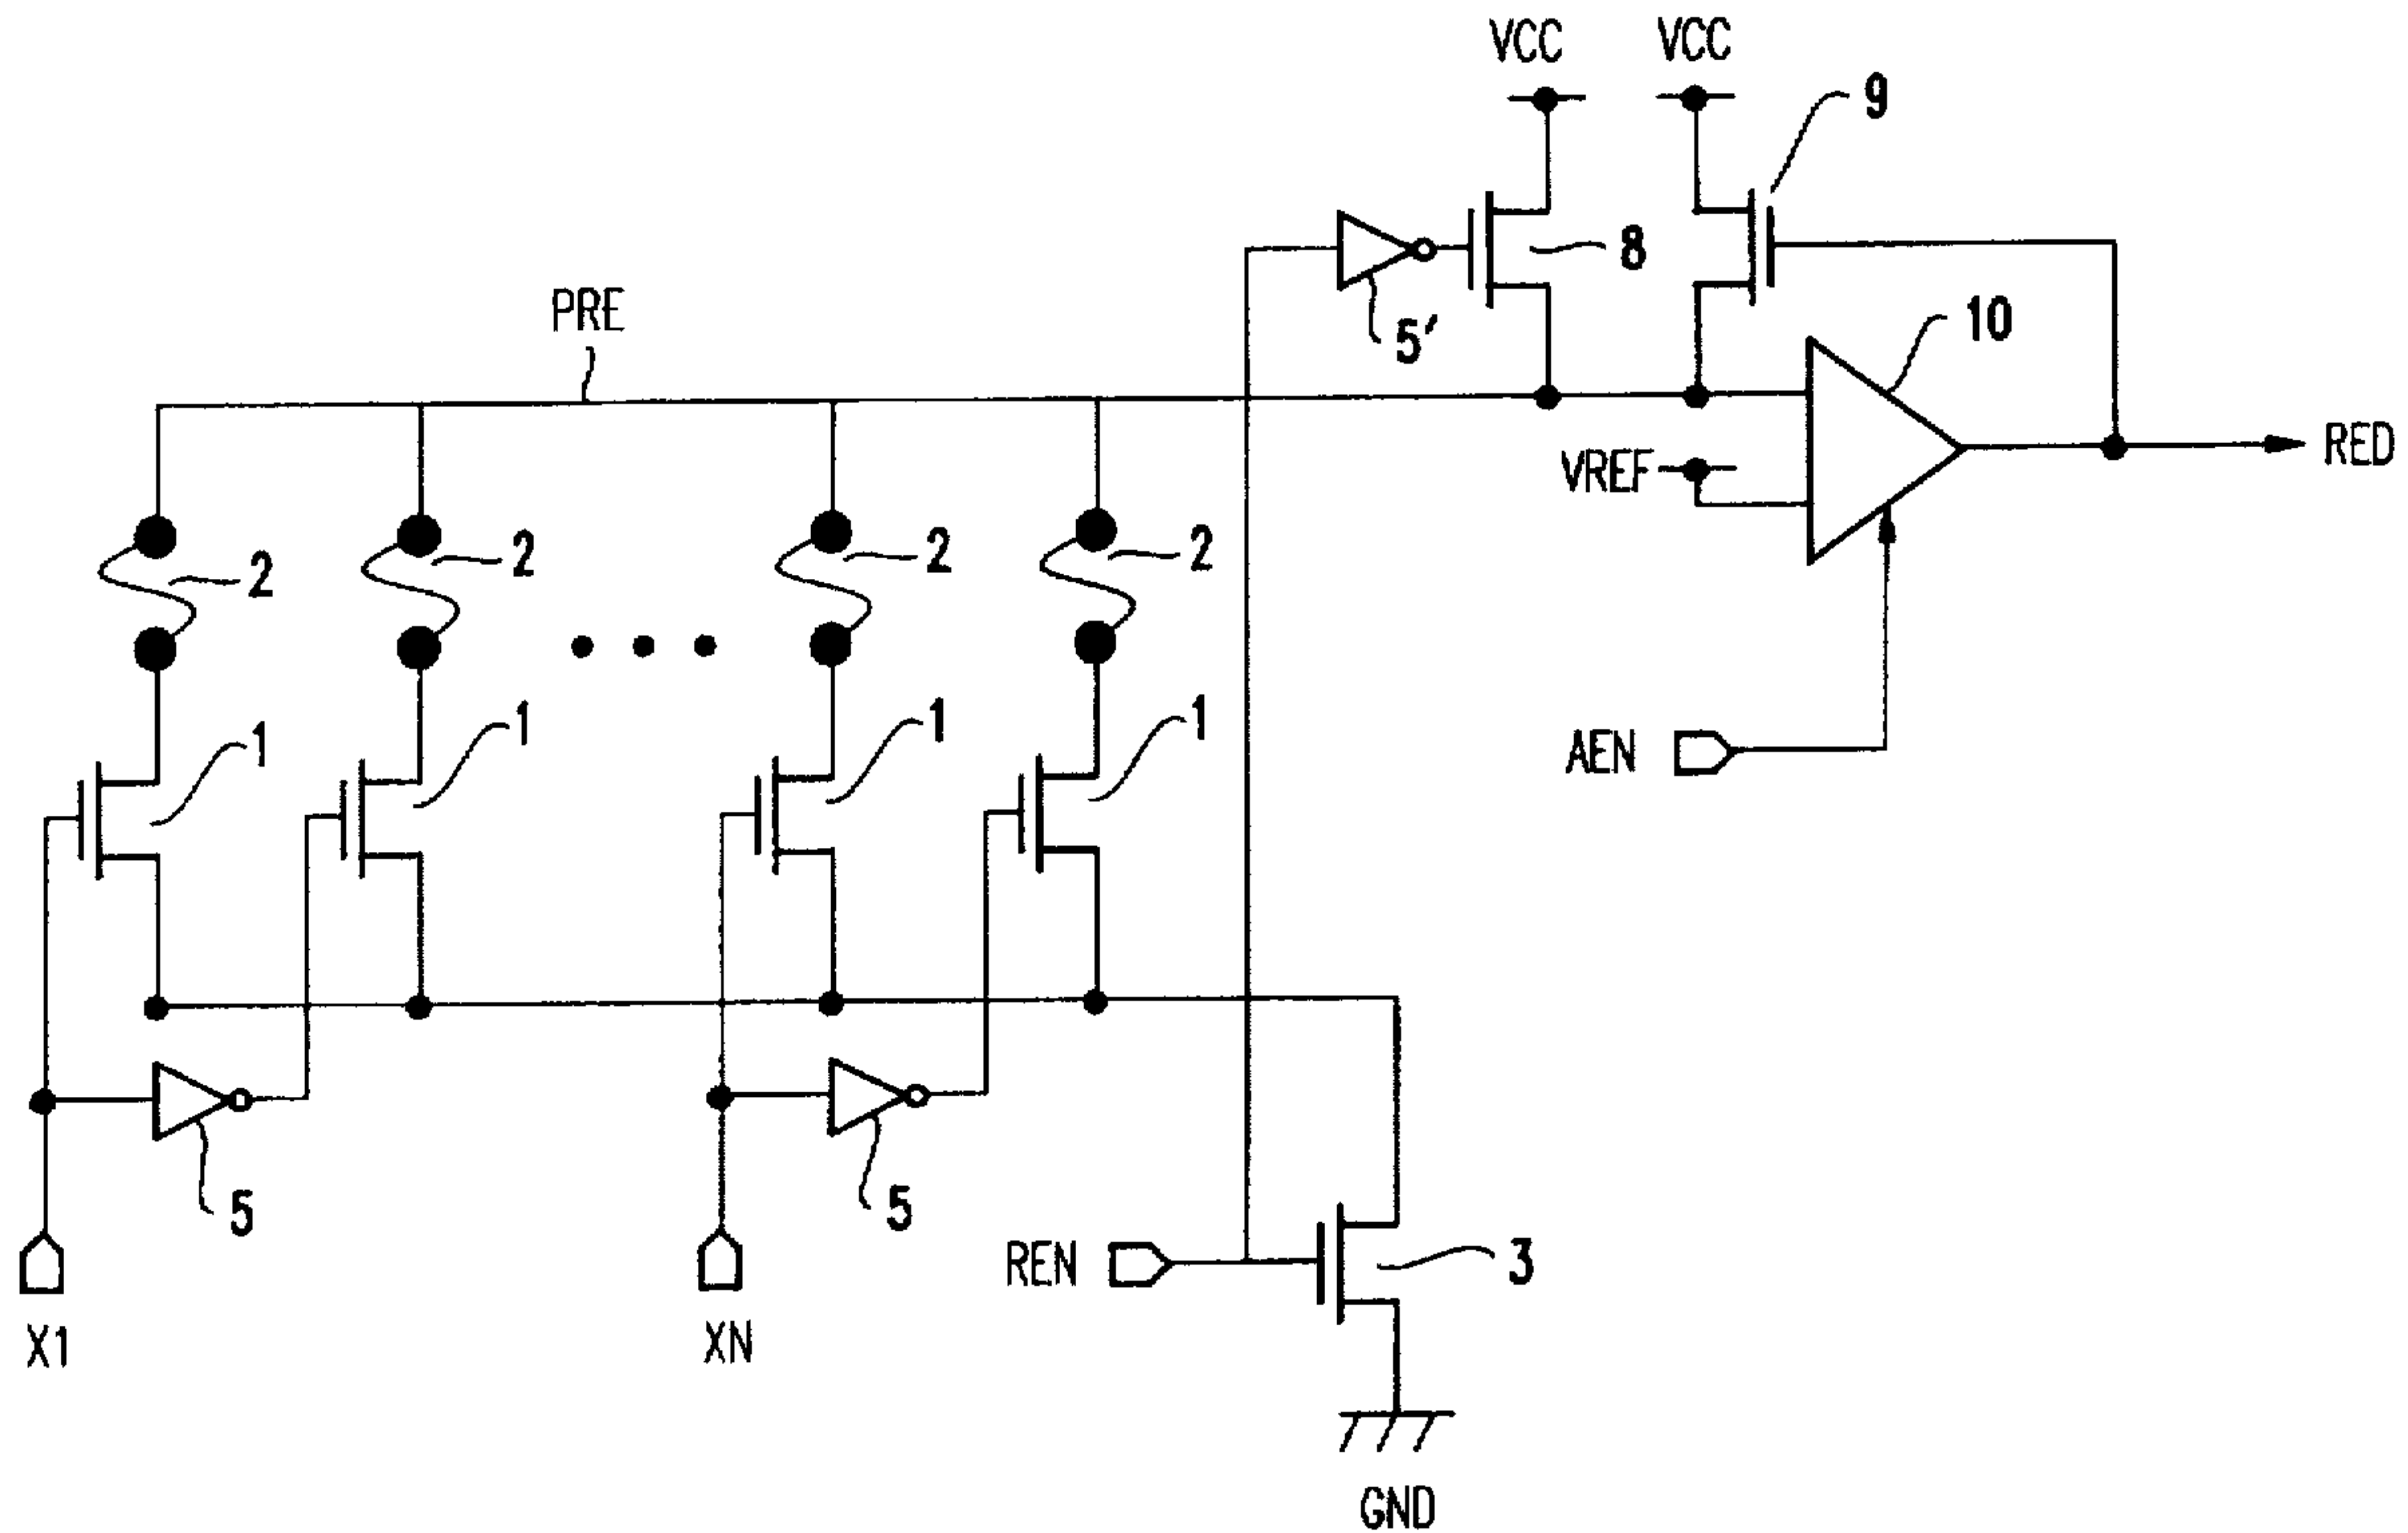 VCC VCC
9
8
5'
PRE
10
RED
VREF
2 2 2 2
1 1 1 1
AEN
5 5
REN
3
X1 XN
GND